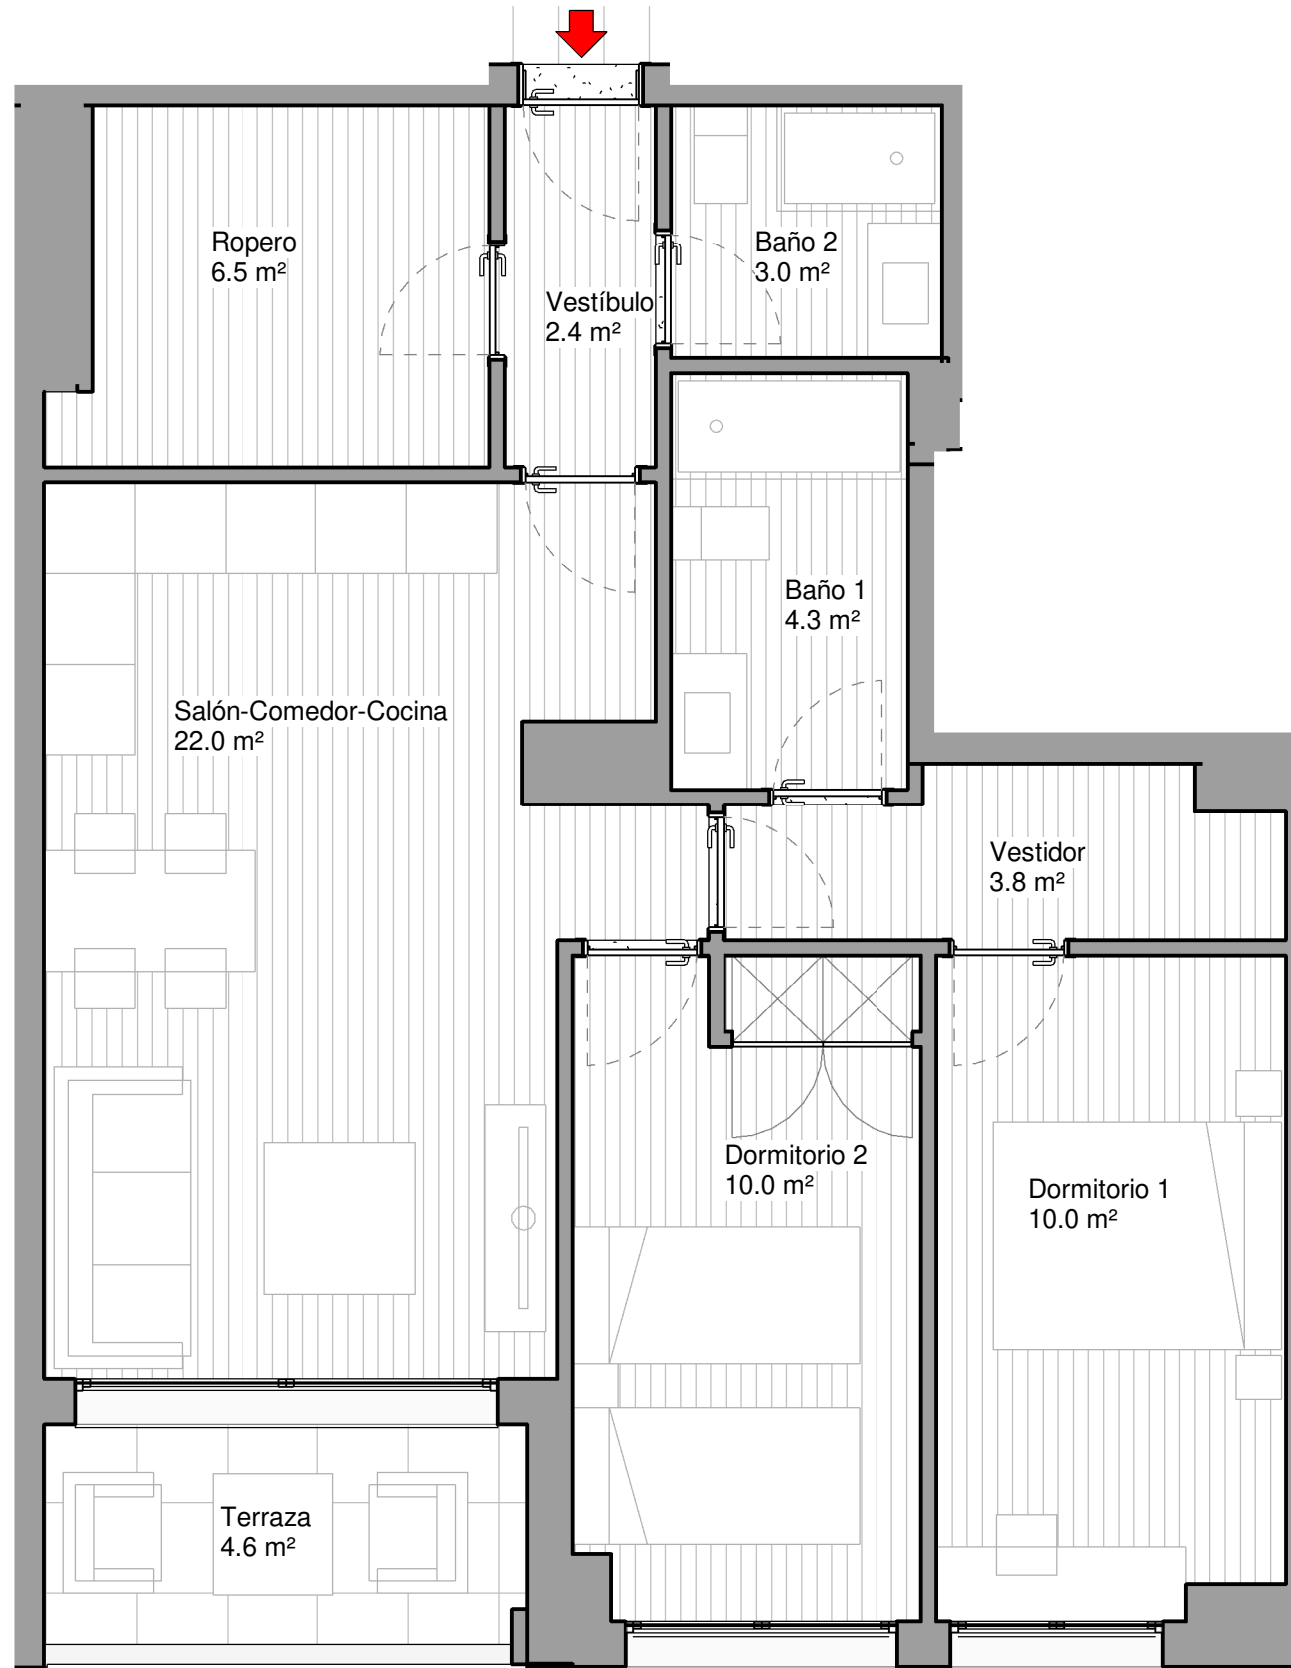 Ropero
6.5 m²
Baño 2
3.0 m²
Vestíbulo
2.4 m²
Baño 1
4.3 m²
Salón-Comedor-Cocina
22.0 m²
Vestidor
3.8 m²
Dormitorio 2
10.0 m²
Dormitorio 1
10.0 m²
Terraza
4.6 m²